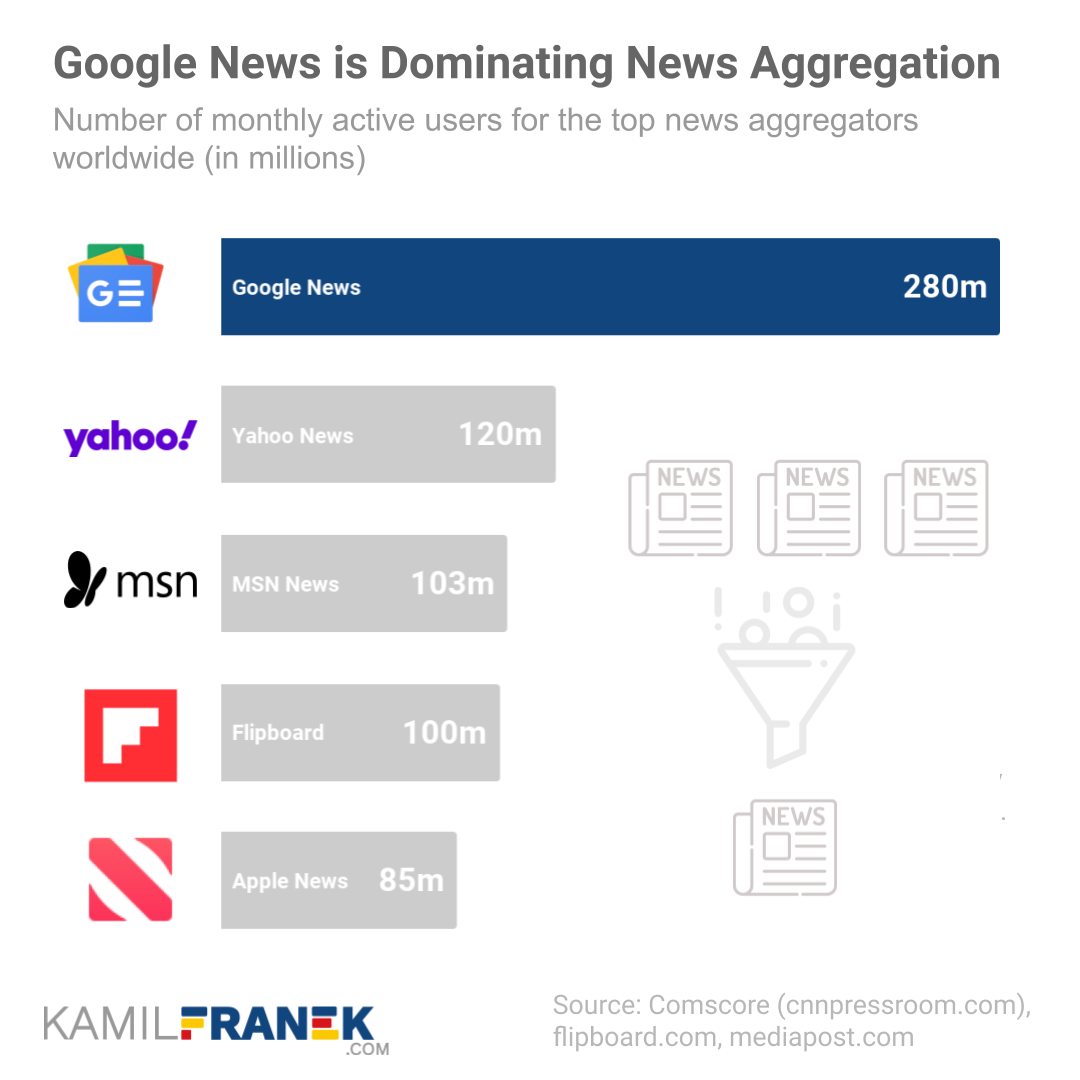 Google News is Dominating News Aggregation
Number of monthly active users for the top news aggregators
worldwide (in millions)
GE
Google News 280m
yahoo!
Yahoo News 120m
msn
MSN News 103m
Flipboard 100m
Apple News 85m
NEWS NEWS NEWS
NEWS
KAMILFRANEK
.COM
Source: Comscore (cnnpressroom.com),
flipboard.com, mediapost.com